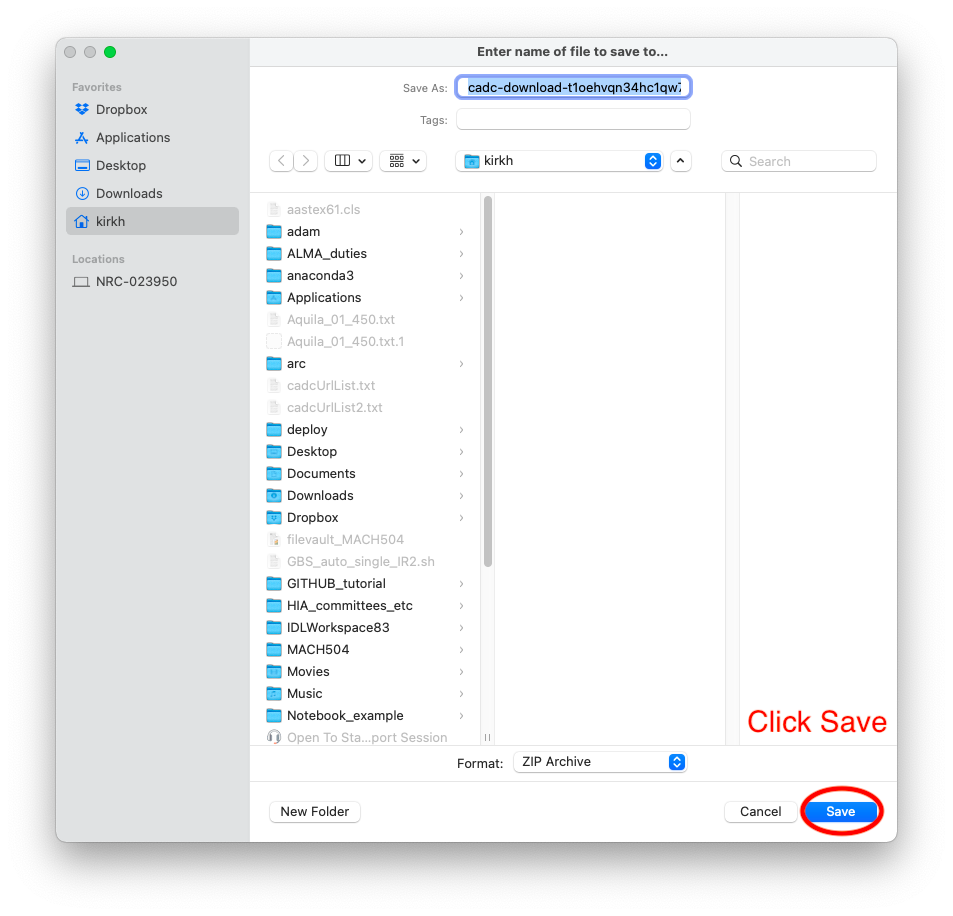 Enter name of file to save to...
Favorites
Dropbox
Applications
Desktop
Downloads
kirkh
Locations
NRC-023950
Save As: cadc-download-t1oehvqn34hc1qw7
Tags:
kirkh
Search
aastex61.cls
adam
ALMA_duties
anaconda3
Applications
Aquila_01_450.txt
Aquila_01_450.txt.1
arc
cadcUrlList.txt
cadcUrlList2.txt
deploy
Desktop
Documents
Downloads
Dropbox
filevault_MACH504
GBS_auto_single_IR2.sh
GITHUB_tutorial
HIA_committees_etc
IDLWorkspace83
MACH504
Movies
Music
Notebook_example
Open To Sta...port Session
Click Save
Format: ZIP Archive
New Folder
Cancel
Save